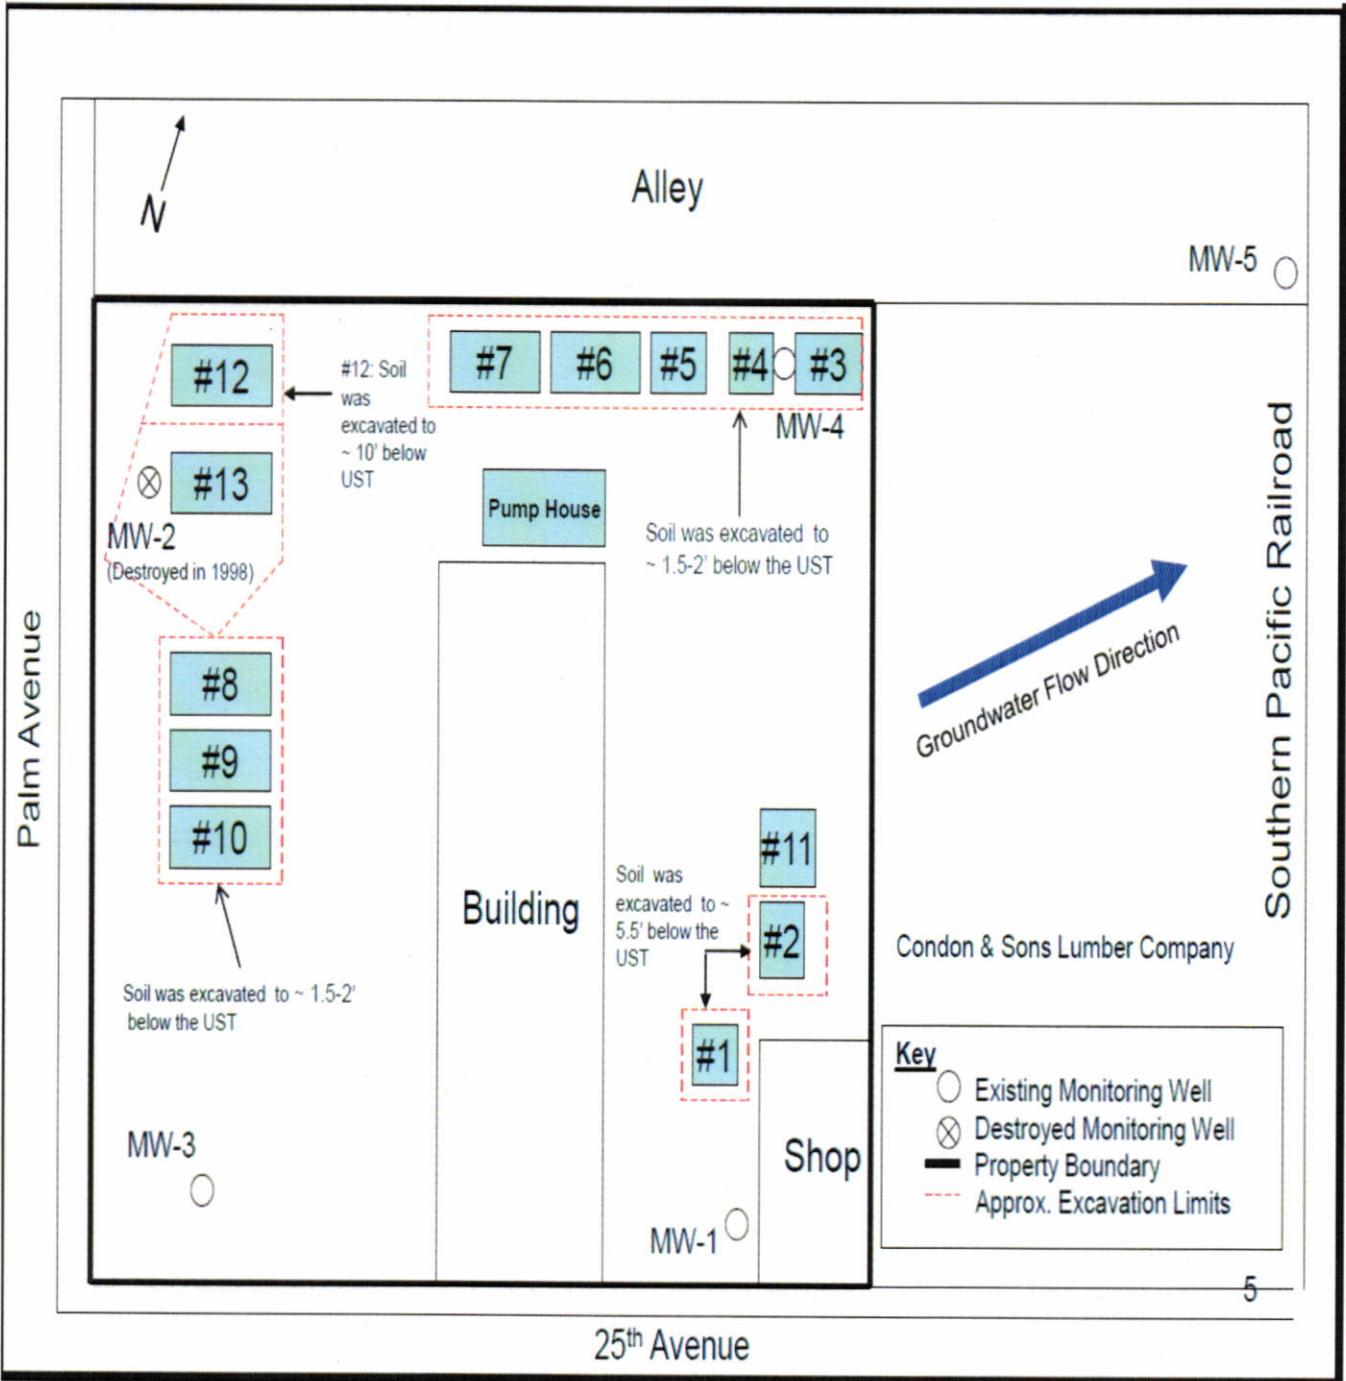 Alley
N
MW-5
#12
#12: Soil
was
excavated to
~ 10' below
UST
#7
#6
#5
#4
#3
MW-4
#13
MW-2
(Destroyed in 1998)
Pump House
Soil was excavated to
~ 1.5-2' below the UST
Palm Avenue
Southern Pacific Railroad
Groundwater Flow Direction
#8
#9
#10
Soil was excavated to ~ 1.5-2'
below the UST
Building
#11
Soil was
excavated to ~
5.5' below the
UST
#2
#1
Condon & Sons Lumber Company
Key
Existing Monitoring Well
Destroyed Monitoring Well
Property Boundary
Approx. Excavation Limits
MW-3
Shop
MW-1
5
25th Avenue